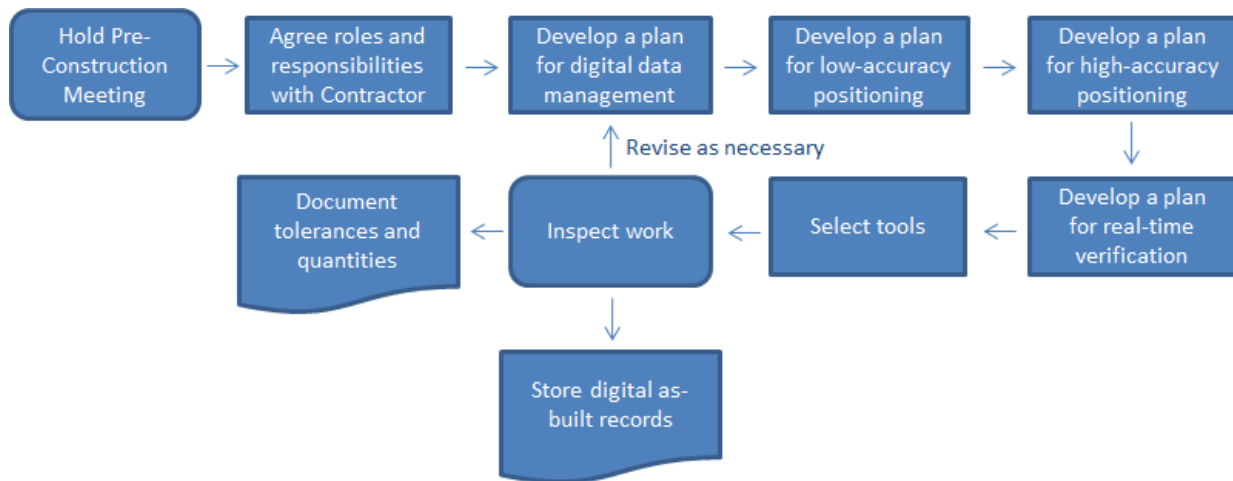 Hold Pre-
Construction
Meeting
Agree roles and
responsibilities
with Contractor
Develop a plan
for digital data
management
Develop a plan
for low-accuracy
positioning
Develop a plan
for high-accuracy
positioning
Revise as necessary
Document
tolerances and
quantities
Inspect work
Select tools
Develop a plan
for real-time
verification
Store digital as-
built records